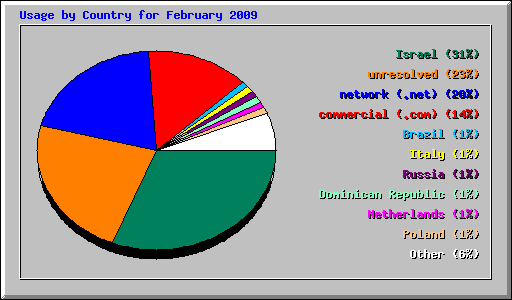 Usage by Country for February 2009
Israel (31%)
unresolved (23%)
network (.net) (20%)
commercial (.com) (14%)
Brazil (1%)
Italy (1%)
Russia (1%)
Dominican Republic (1%)
Netherlands (1%)
Poland (1%)
Other (6%)